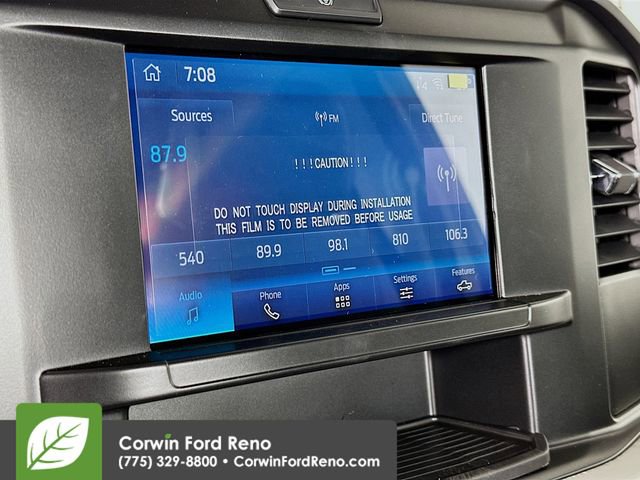 7:08
Sources
FM
Direct Tune
87.9
!!!CAUTION!!!
DO NOT TOUCH DISPLAY DURING INSTALLATION
THIS FILM IS TO BE REMOVED BEFORE USAGE
540 89.9 98.1 810 106.3
Audio Phone Apps Settings Features
Corwin Ford Reno
(775) 329-8800 • CorwinFordReno.com